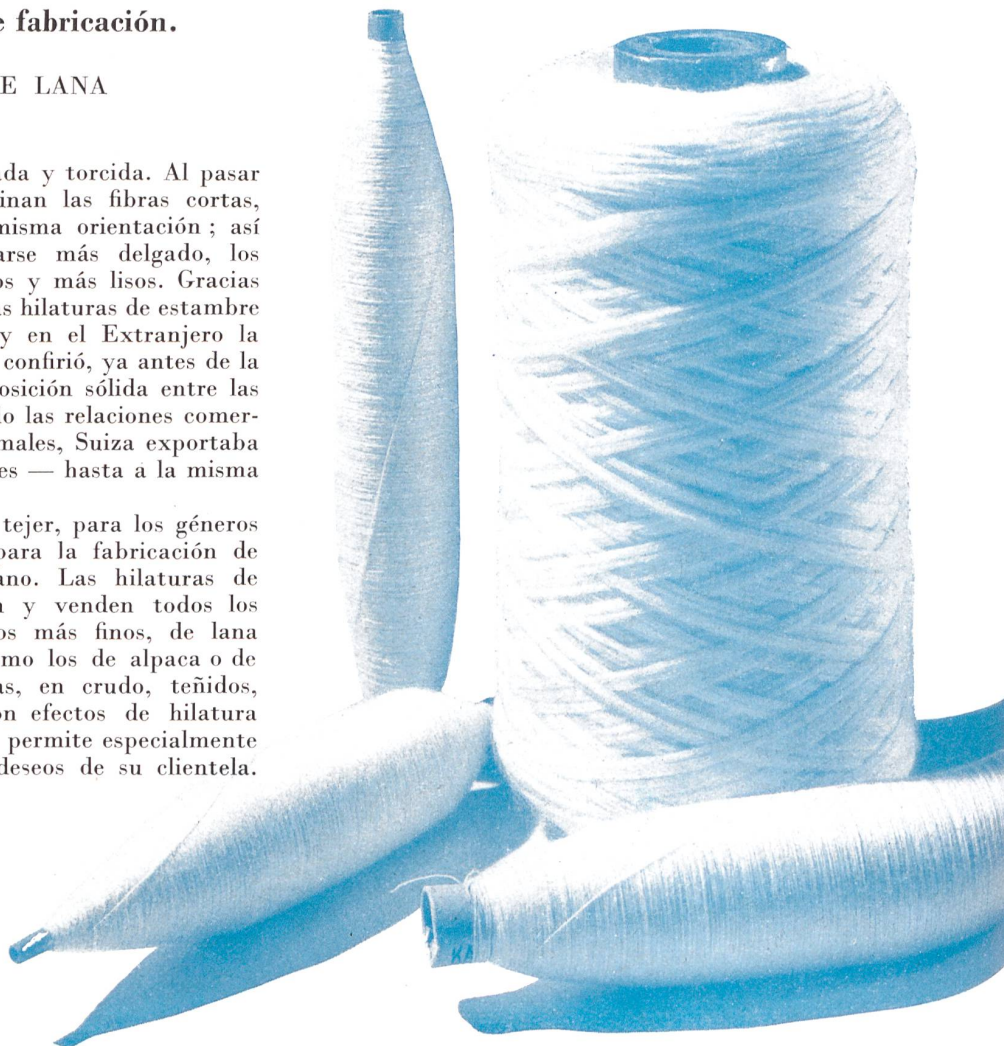 e fabricación.
E LANA
da y torcida. Al pasar
inan las fibras cortas,
misma orientación ; así
arse más delgado, los
os y más lisos. Gracias
as hilaturas de estambre
y en el Extranjero la
confirió, ya antes de la
osición sólida entre las
o las relaciones comer-
males, Suiza exportaba
es — hasta a la misma
tejer, para los géneros
para la fabricación de
ano. Las hilaturas de
n y venden todos los
os más finos, de lana
mo los de alpaca o de
as, en crudo, teñidos,
on efectos de hilatura
permite especialmente
deseos de su clientela.
KA